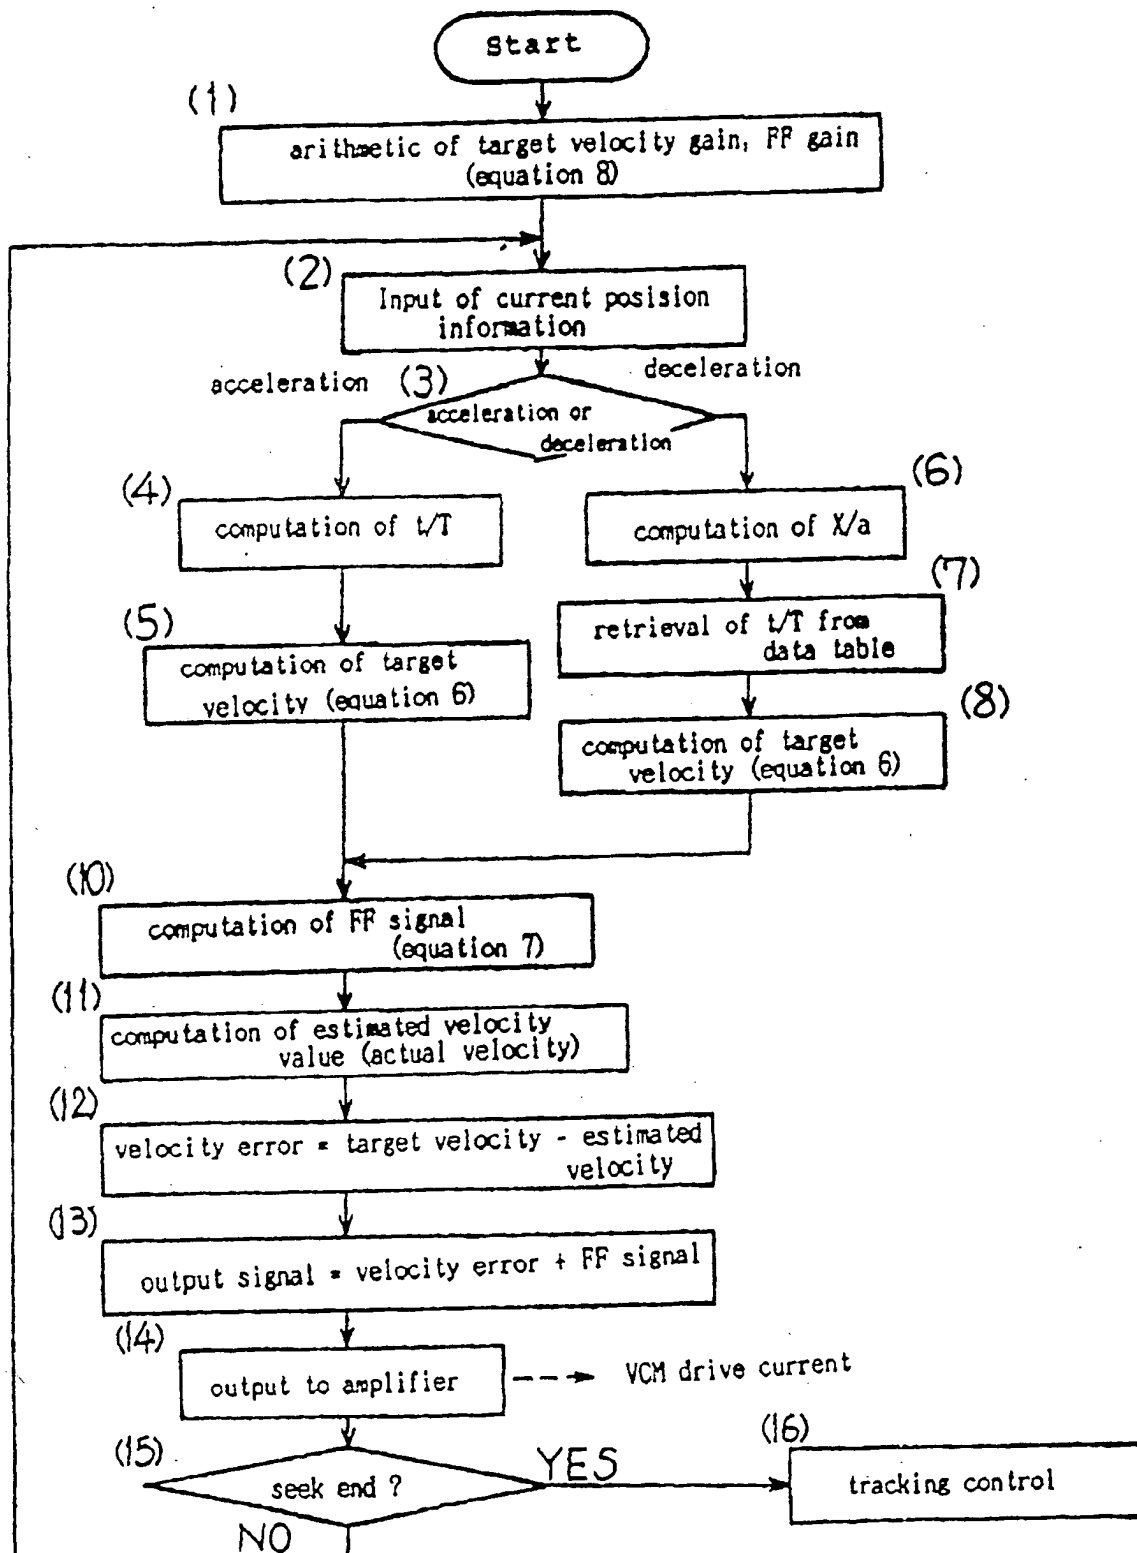 Start
(1)
arithmetic of target velocity gain, FF gain
(equation 8)
(2)
Input of current posision
information
acceleration
(3)
deceleration
acceleration or
deceleration
(4)
computation of t/T
(6)
computation of X/a
(7)
retrieval of t/T from
data table
(5)
computation of target
velocity (equation 6)
(8)
computation of target
velocity (equation 6)
(10)
computation of FF signal
(equation 7)
(11)
computation of estimated velocity
value (actual velocity)
(12)
velocity error = target velocity - estimated
velocity
(13)
output signal = velocity error + FF signal
(14)
output to amplifier
VCM drive current
(15)
seek end ?
YES
(16)
tracking control
NO